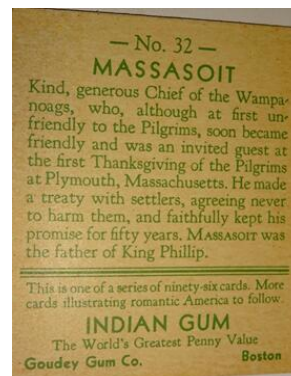 — No. 32 —
MASSASOIT
Kind, generous Chief of the Wampa-
noags, who, although at first un-
friendly to the Pilgrims, soon became
friendly and was an invited guest at
the first Thanksgiving of the Pilgrims
at Plymouth, Massachusetts. He made
a treaty with settlers, agreeing never
to harm them, and faithfully kept his
promise for fifty years. MASSASOIT was
the father of King Phillip.
This is one of a series of ninety-six cards. More
cards illustrating romantic America to follow.
INDIAN GUM
The World's Greatest Penny Value
Goudey Gum Co. Boston